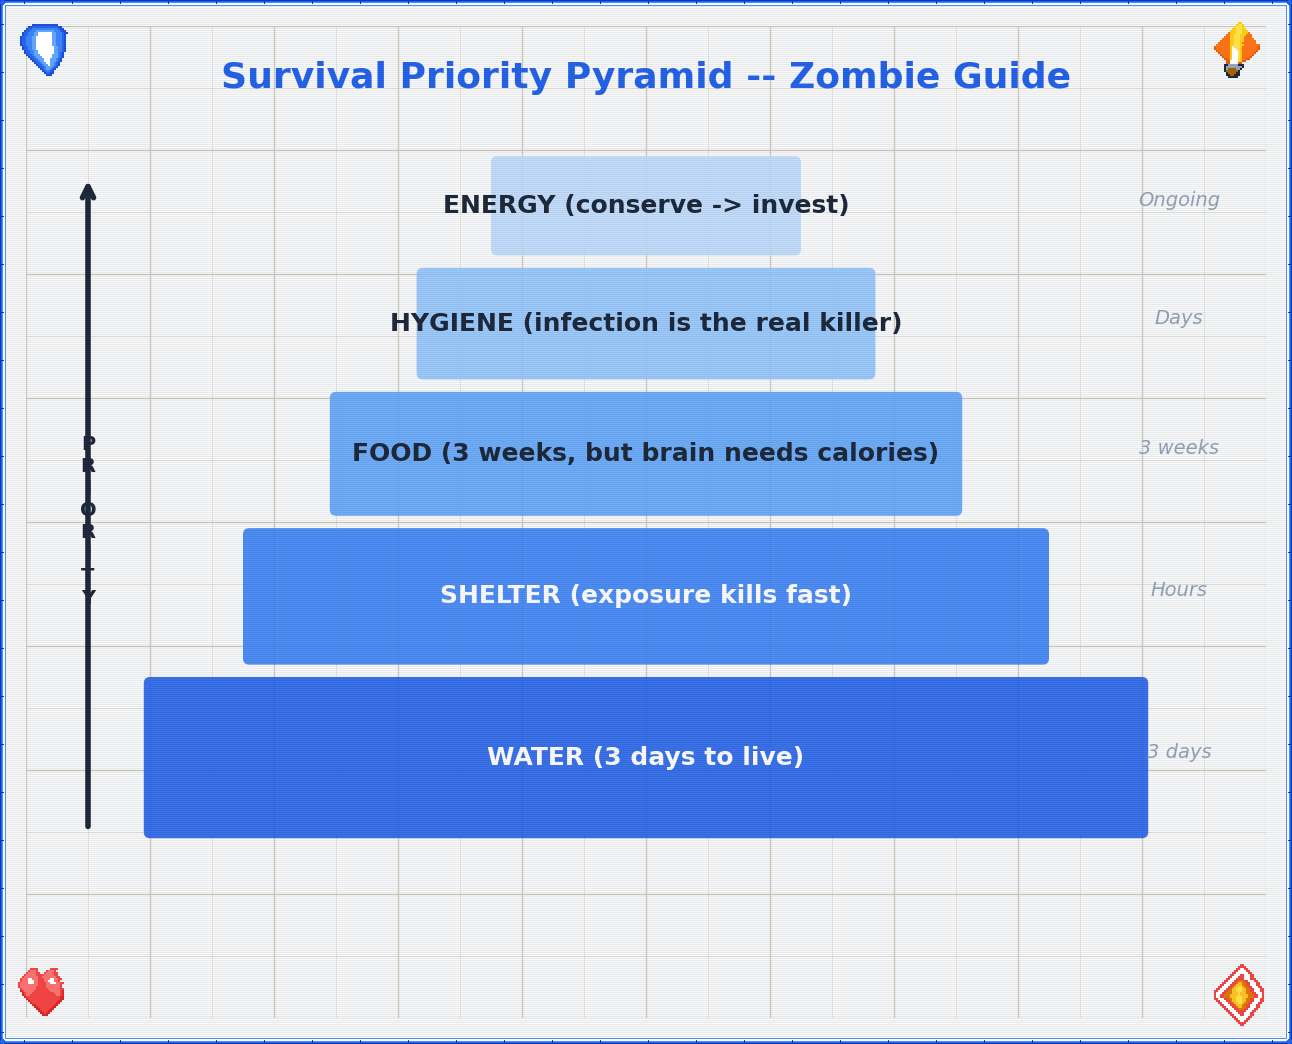 Survival Priority Pyramid -- Zombie Guide
ENERGY (conserve -> invest)
Ongoing
HYGIENE (infection is the real killer)
Days
FOOD (3 weeks, but brain needs calories)
3 weeks
P
R
I
O
R
I
T
Y
SHELTER (exposure kills fast)
Hours
WATER (3 days to live)
3 days